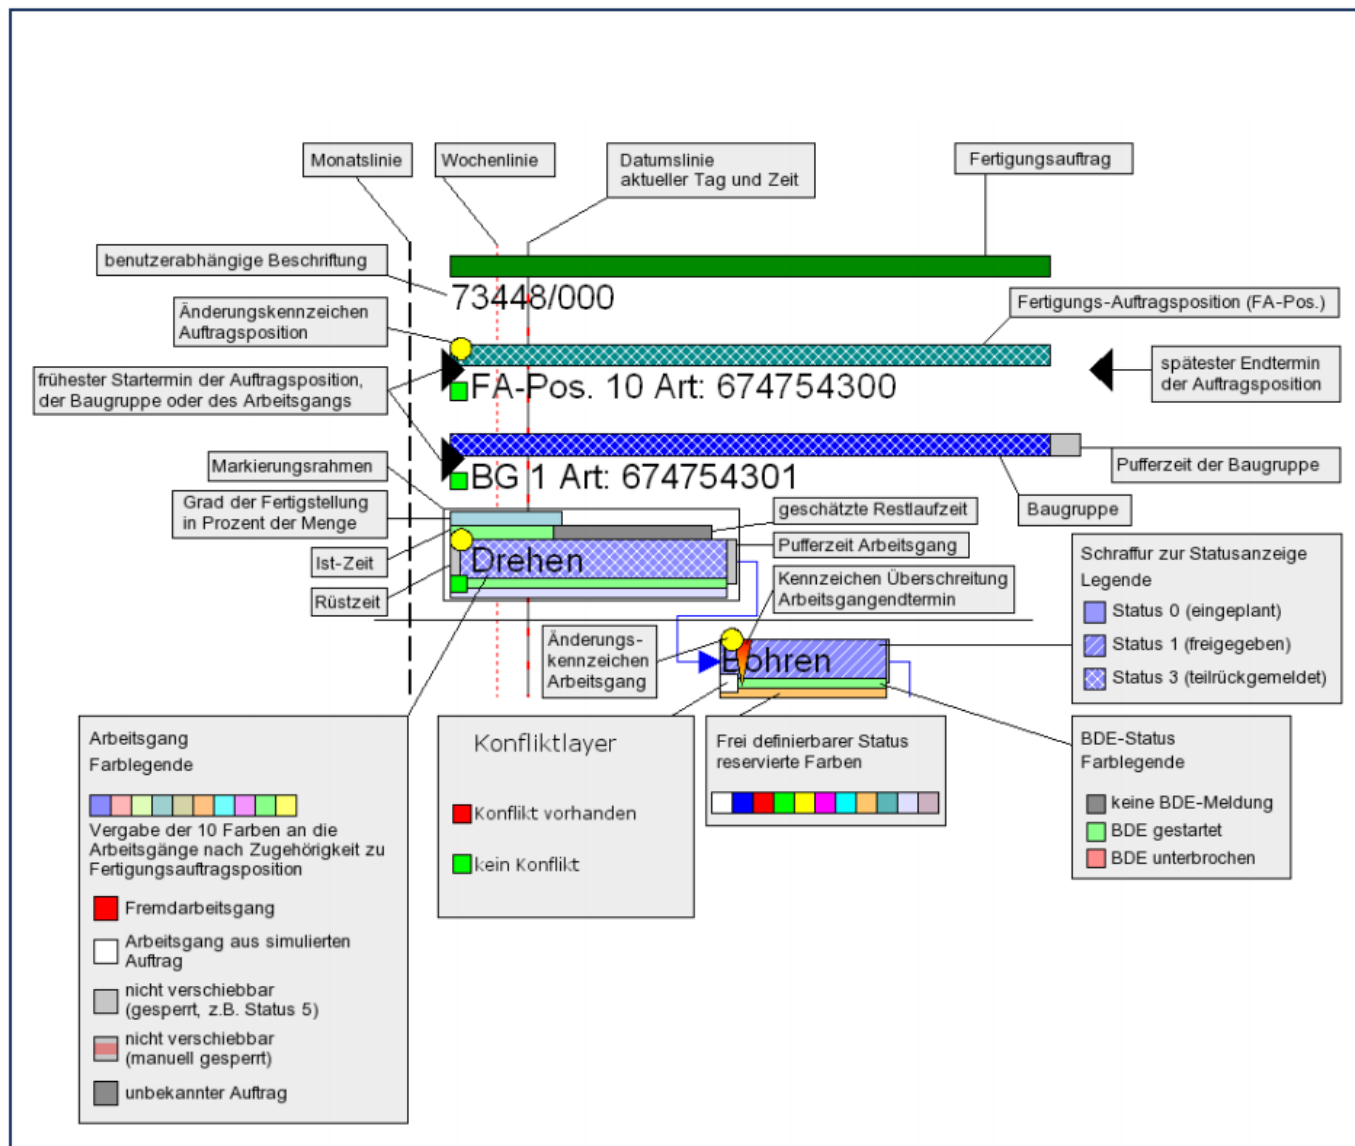 Monatslinie
Wochenlinie
Datumslinie
aktueller Tag und Zeit
Fertigungsauftrag
benutzerabhängige Beschriftung
73448/000
Änderungskennzeichen
Auftragsposition
Fertigungs-Auftragsposition (FA-Pos.)
frühester Startermin der Auftragsposition,
der Baugruppe oder des Arbeitsgangs
FA-Pos. 10 Art: 674754300
spätester Endtermin
der Auftragsposition
Markierungsrahmen
BG 1 Art: 674754301
Pufferzeit der Baugruppe
Grad der Fertigstellung
in Prozent der Menge
geschätzte Restlaufzeit
Baugruppe
Ist-Zeit
Drehen
Pufferzeit Arbeitsgang
Rüstzeit
Kennzeichen Überschreitung
Arbeitsgangendtermin
Schraffur zur Statusanzeige
Legende
Status 0 (eingeplant)
Status 1 (freigegeben)
Status 3 (teilrückgemeldet)
Änderungs-
kennzeichen
Arbeitsgang
Bohren
Arbeitsgang
Farblegende
Vergabe der 10 Farben an die
Arbeitsgänge nach Zugehörigkeit zu
Fertigungsauftragsposition
Fremdarbeitsgang
Arbeitsgang aus simulierten
Auftrag
nicht verschiebbar
(gesperrt, z.B. Status 5)
nicht verschiebbar
(manuell gesperrt)
unbekannter Auftrag
Konfliktlayer
Konflikt vorhanden
kein Konflikt
Frei definierbarer Status
reservierte Farben
BDE-Status
Farblegende
keine BDE-Meldung
BDE gestartet
BDE unterbrochen